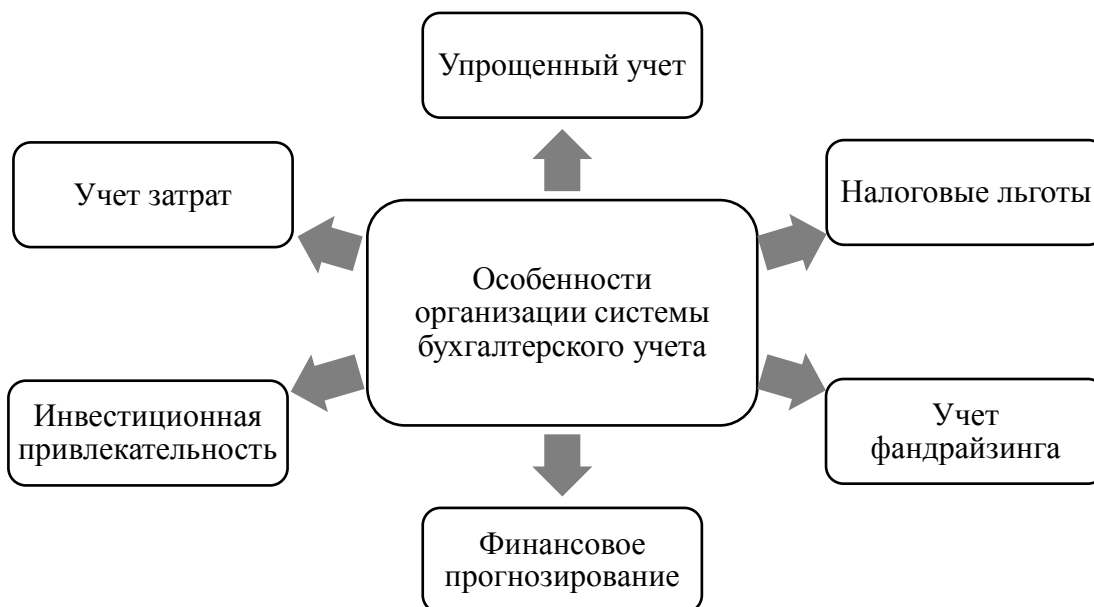 Упрощенный учет
Учет затрат
Налоговые льготы
Особенности
организации системы
бухгалтерского учета
Инвестиционная
привлекательность
Учет
фандрайзинга
Финансовое
прогнозирование